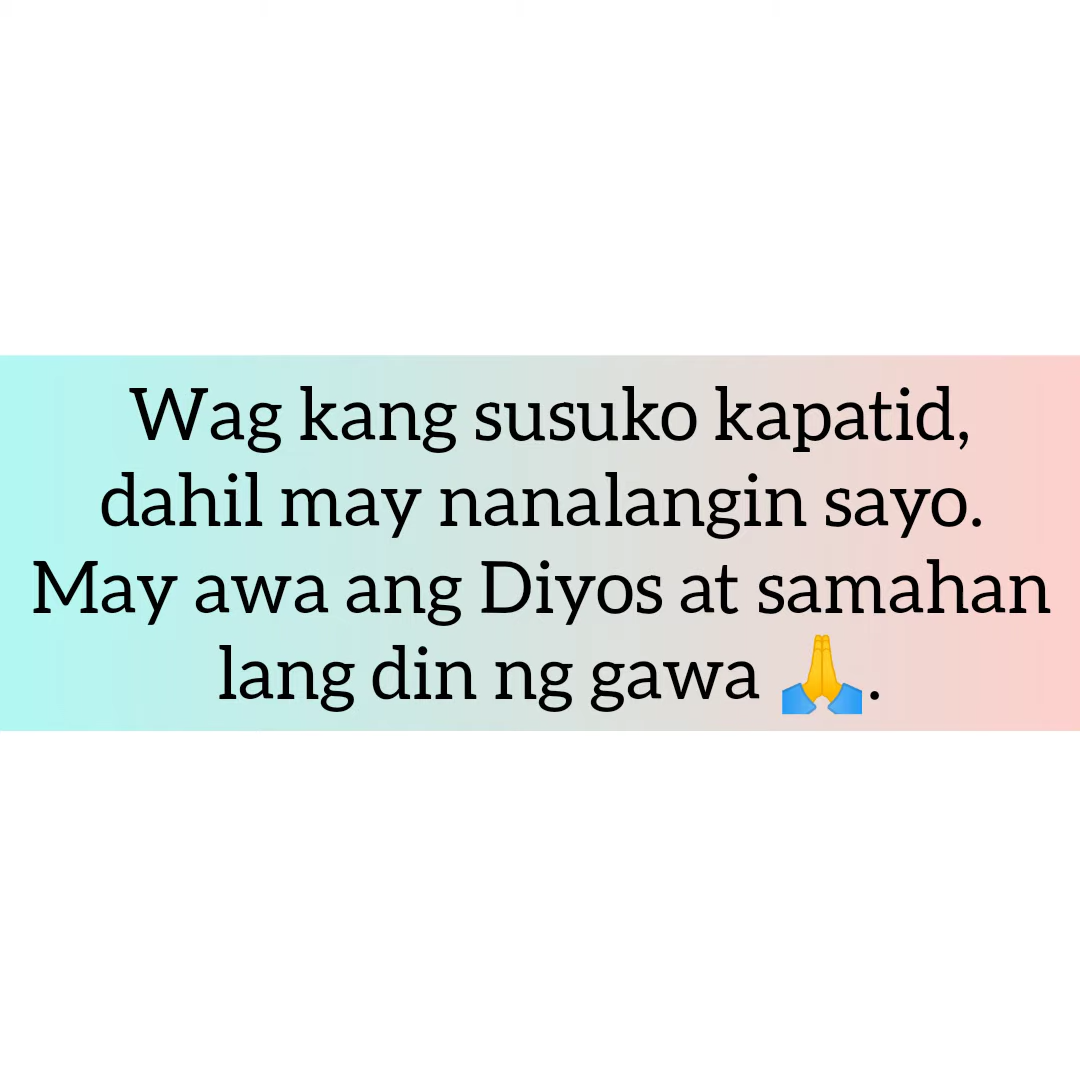 Wag kang susuko kapatid,
dahil may nanalangin sayo.
May awa ang Diyos at samahan
lang din ng gawa 🙏.